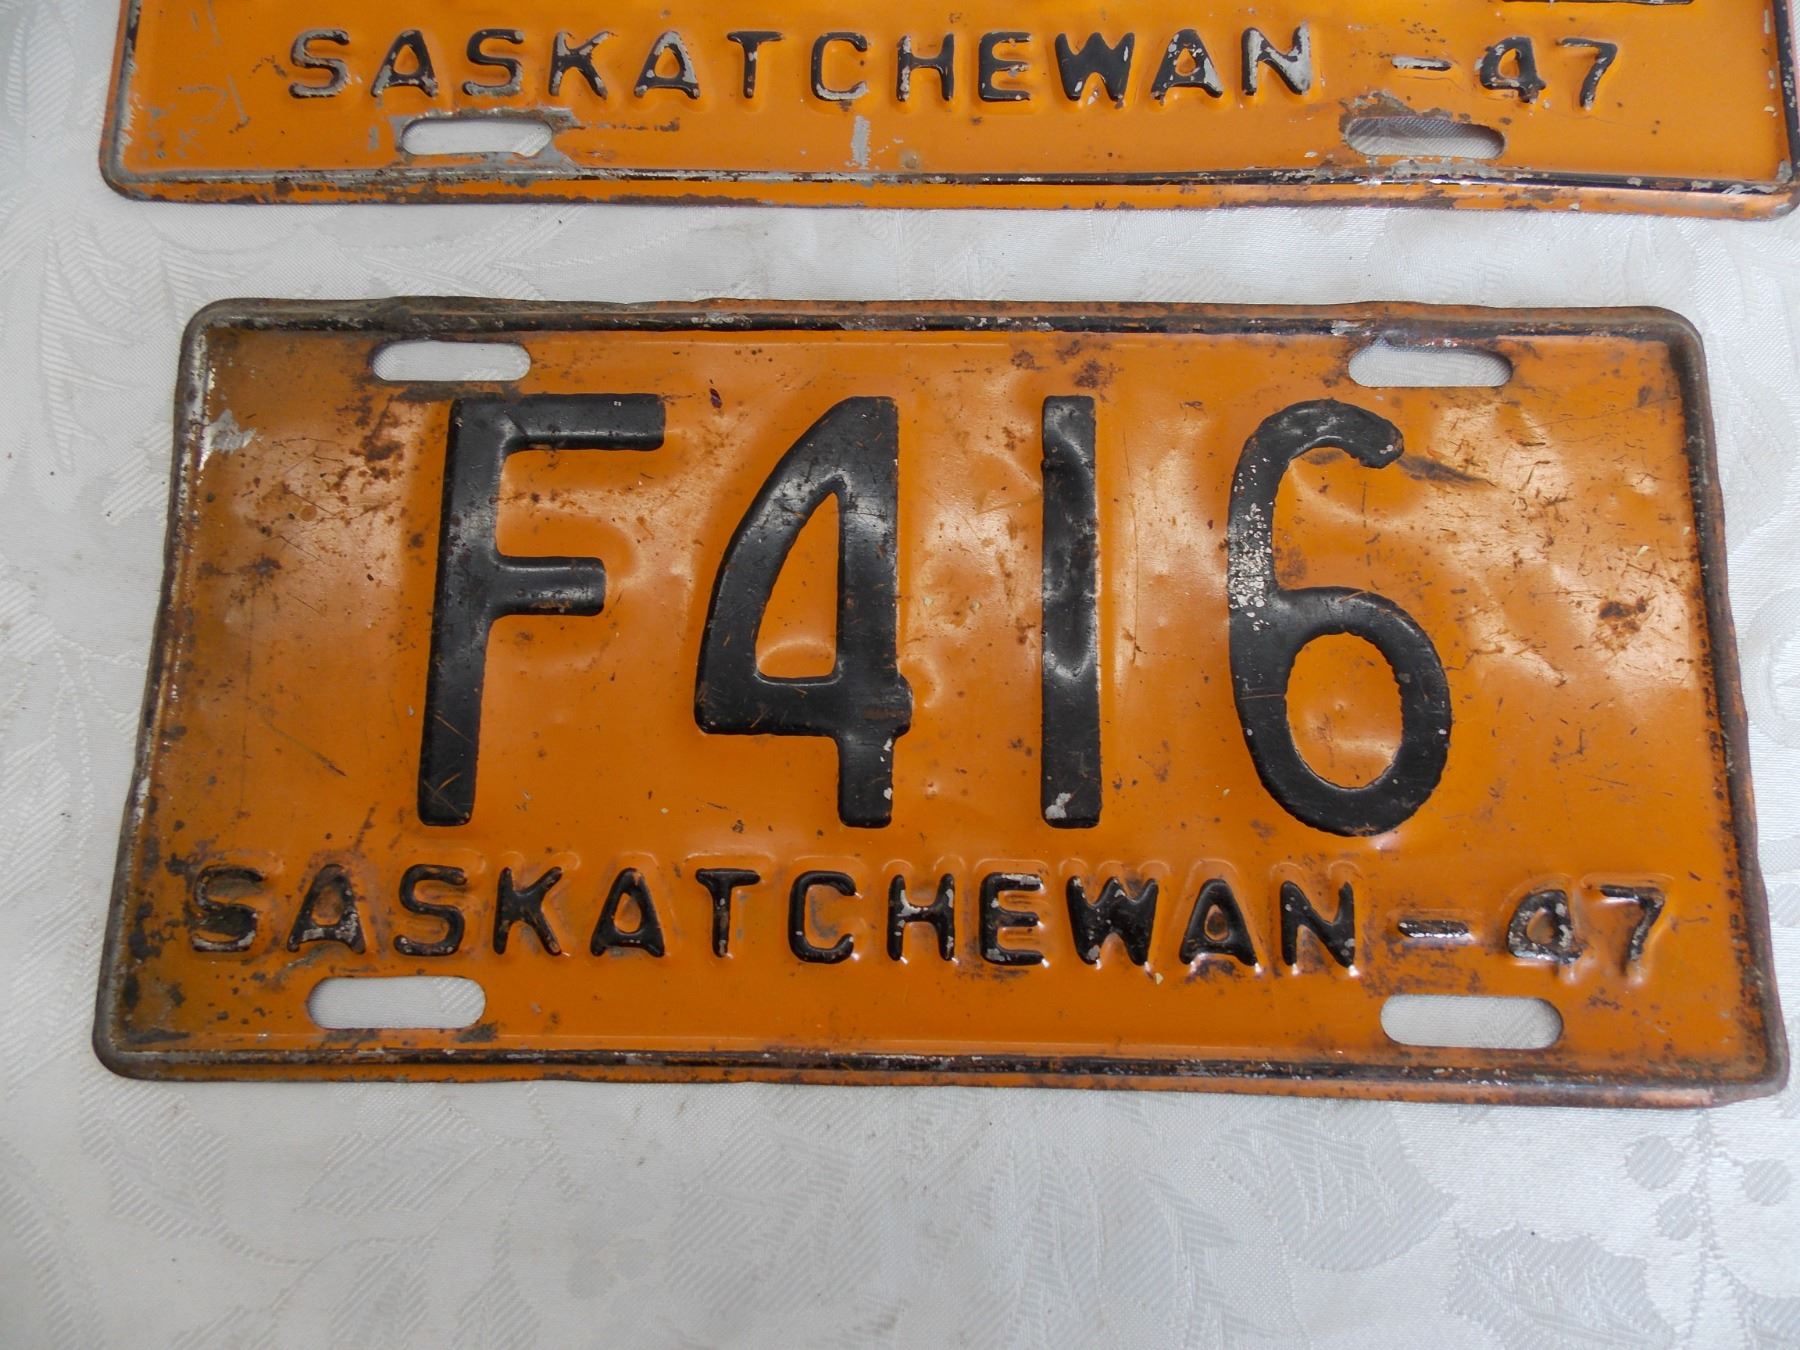 SASKATCHEWAN - 47
F416
SASKATCHEWAN - 47